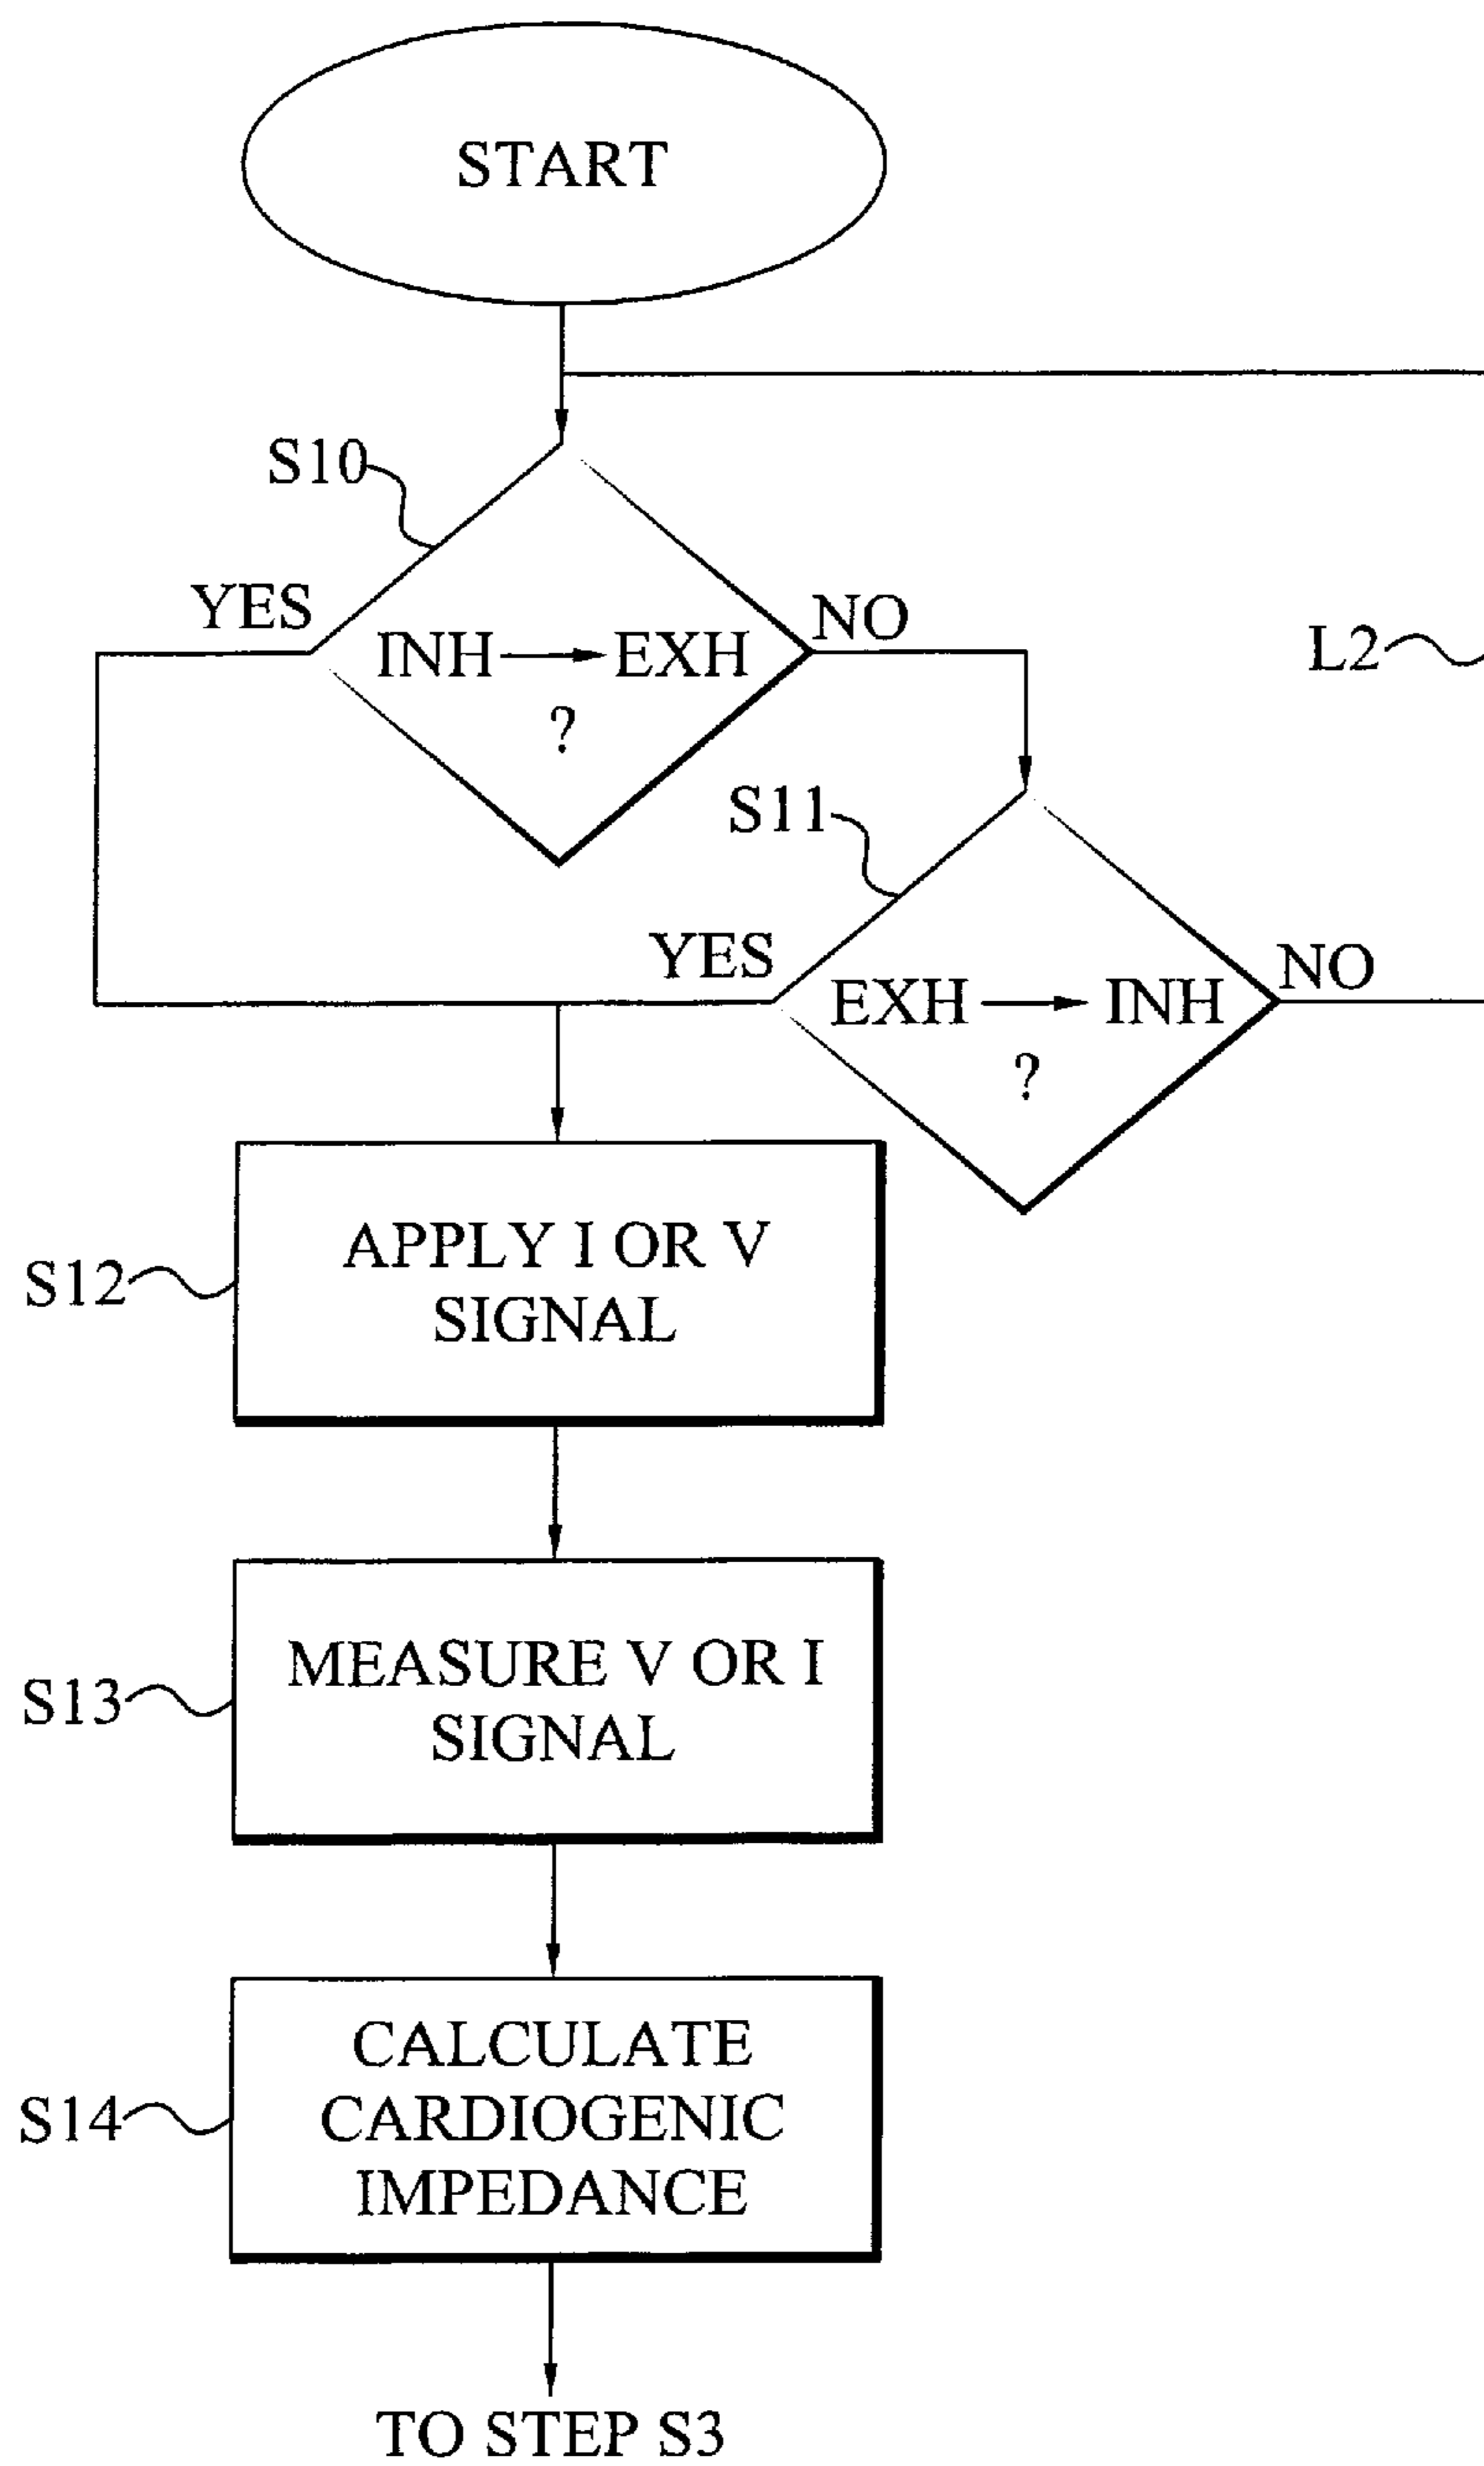 START
S10
YES
NO
INH → EXH
?
L2
S11
YES
NO
EXH → INH
?
S12
APPLY I OR V
SIGNAL
S13
MEASURE V OR I
SIGNAL
S14
CALCULATE
CARDIOGENIC
IMPEDANCE
TO STEP S3